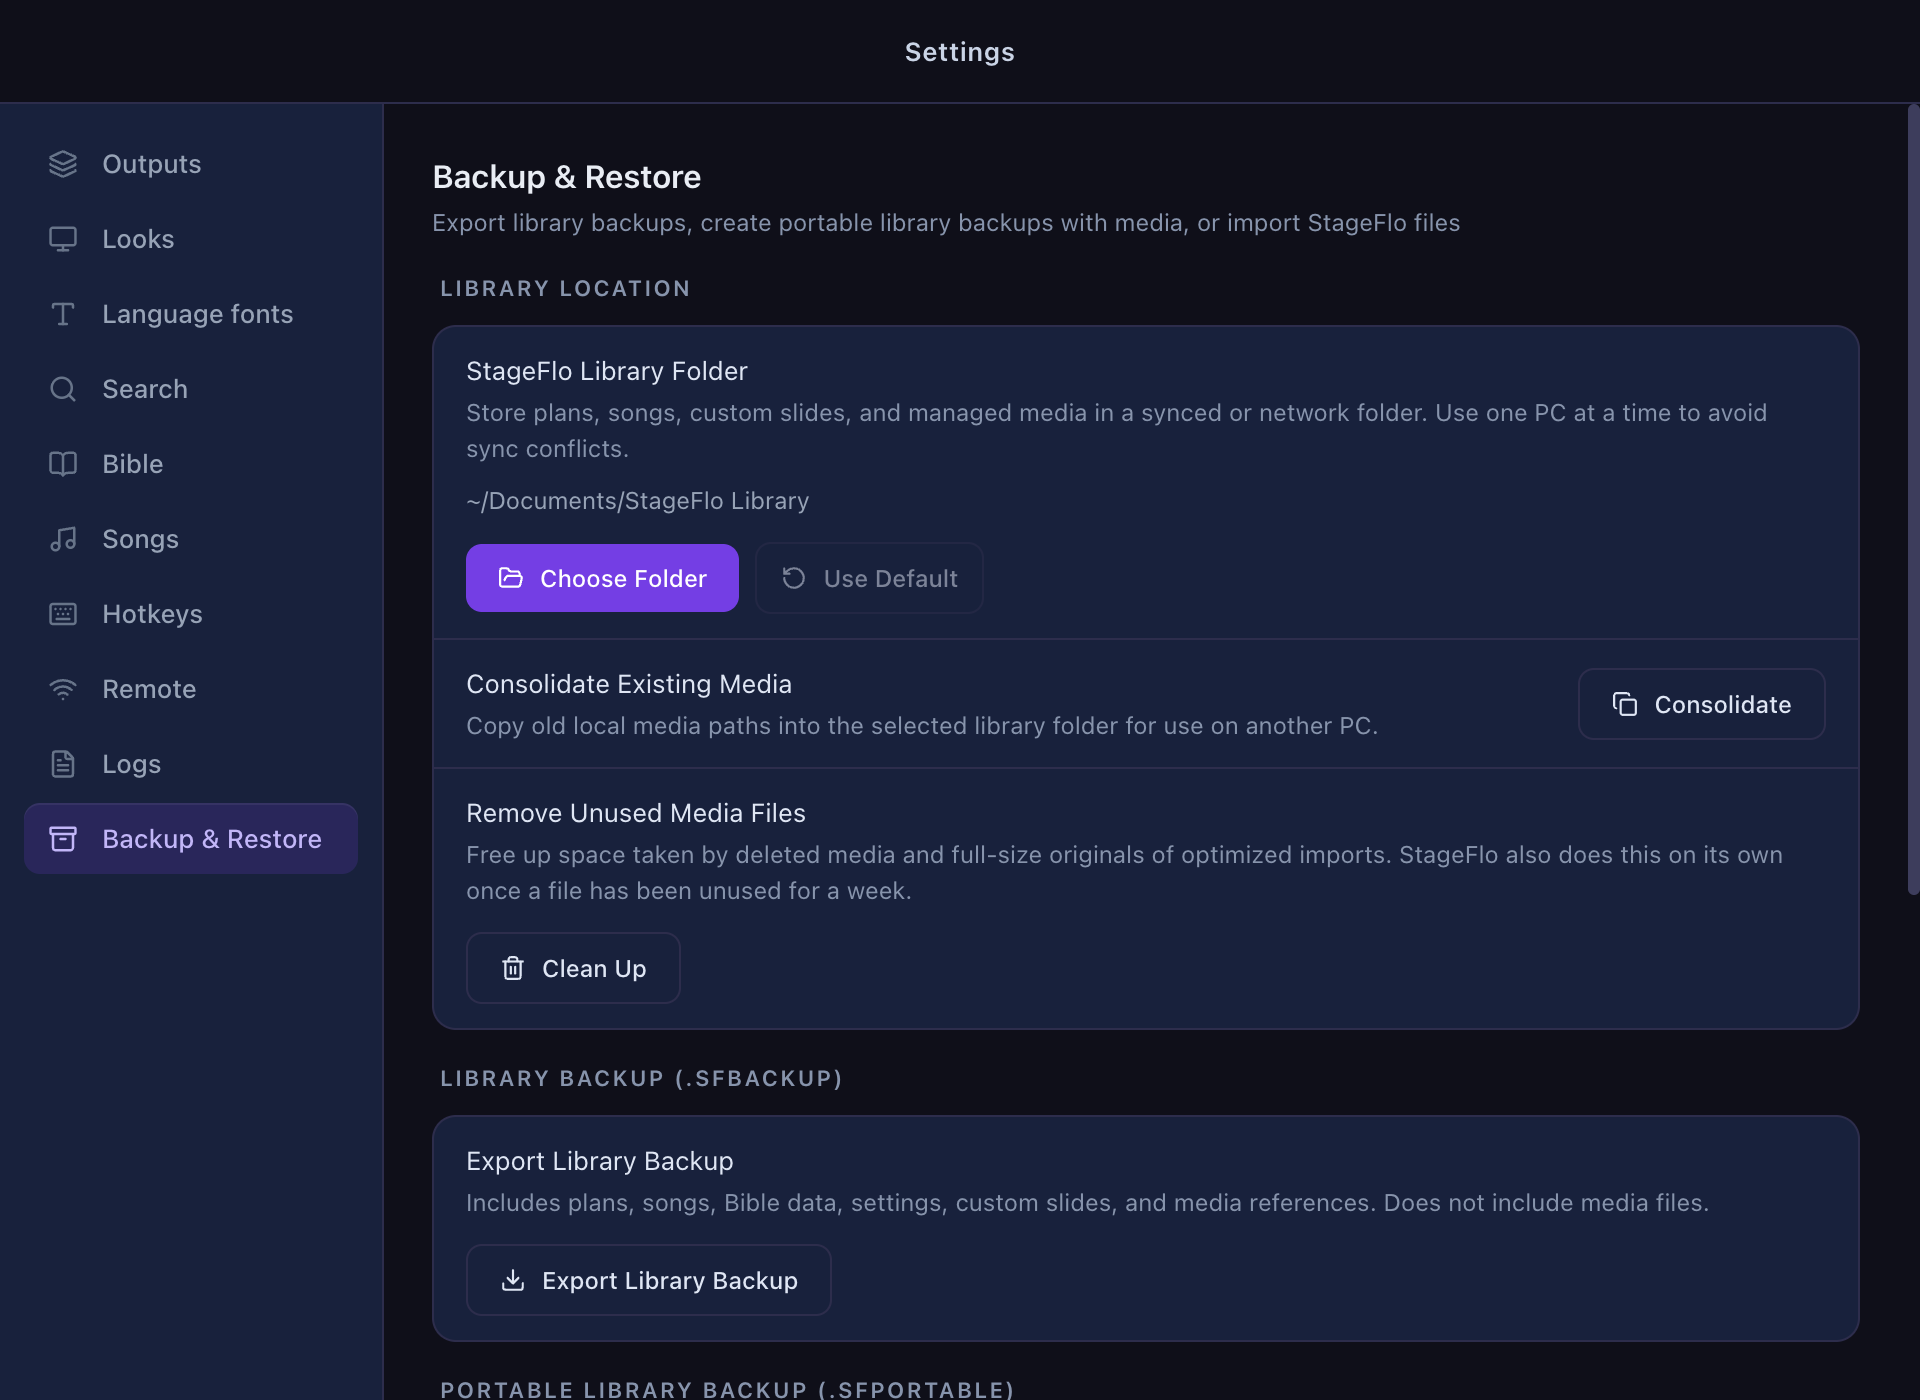 Settings
Outputs
Looks
Language fonts
Search
Bible
Songs
Hotkeys
Remote
Logs
Backup & Restore
Backup & Restore
Export library backups, create portable library backups with media, or import StageFlo files
LIBRARY LOCATION
StageFlo Library Folder
Store plans, songs, custom slides, and managed media in a synced or network folder. Use one PC at a time to avoid
sync conflicts.
~/Documents/StageFlo Library
Choose Folder
Use Default
Consolidate Existing Media
Copy old local media paths into the selected library folder for use on another PC.
Consolidate
Remove Unused Media Files
Free up space taken by deleted media and full-size originals of optimized imports. StageFlo also does this on its own
once a file has been unused for a week.
Clean Up
LIBRARY BACKUP (.SFBACKUP)
Export Library Backup
Includes plans, songs, Bible data, settings, custom slides, and media references. Does not include media files.
Export Library Backup
PORTABLE LIBRARY BACKUP (.SFPORTABLE)